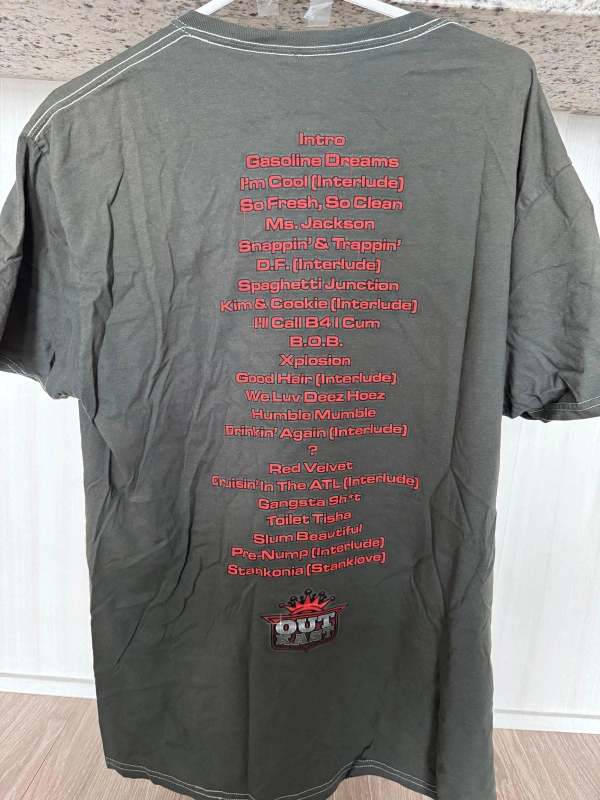 Intro
Gasoline Dreams
I'm Cool (Interlude)
So Fresh, So Clean
Ms. Jackson
Snappin' & Trappin'
D.F. (Interlude)
Spaghetti Junction
Kim & Cookie (Interlude)
I'll Call B4 I Cum
B.O.B.
Xplosion
Good Hair (Interlude)
We Luv Deez Hoez
Humble Mumble
Drinkin' Again (Interlude)
?
Red Velvet
Cruisin' In The ATL (Interlude)
Gangsta Sh*t
Toilet Tisha
Slum Beautiful
Pre-Nump (Interlude)
Stankonia (Stanklove)
OUT
KAST